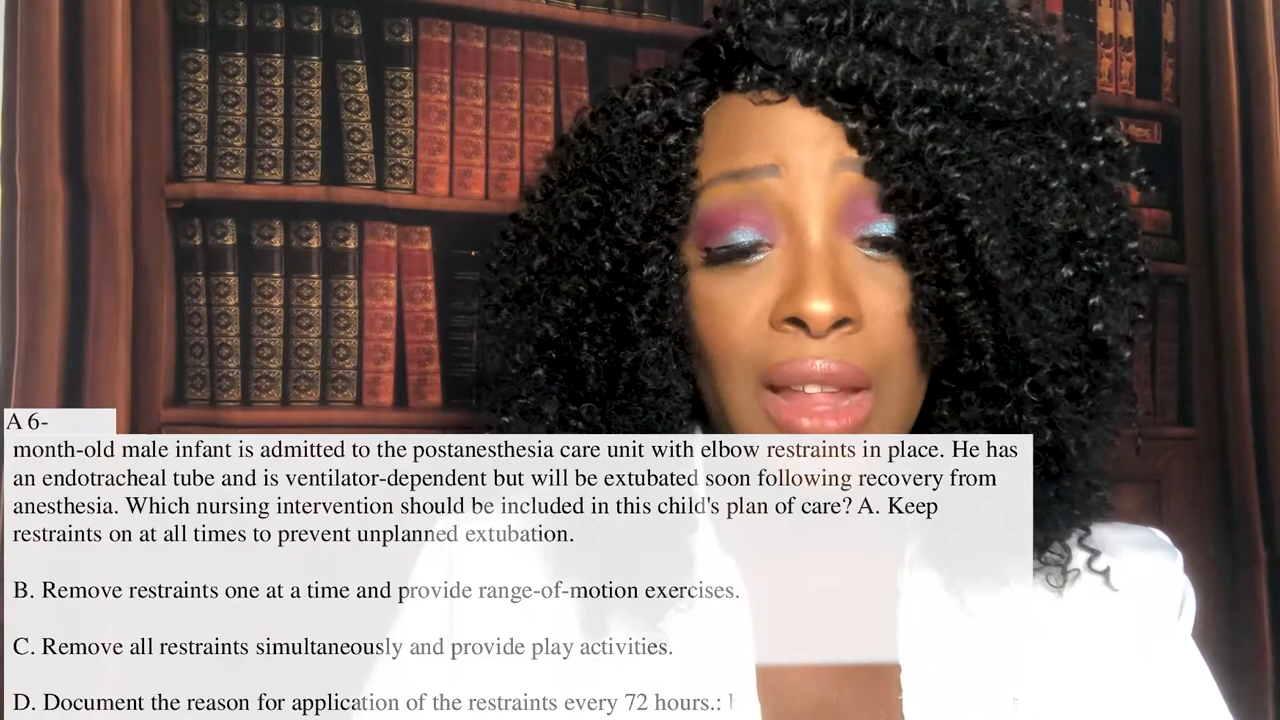 A 6-
month-old male infant is admitted to the postanesthesia care unit with elbow restraints in place. He has
an endotracheal tube and is ventilator-dependent but will be extubated soon following recovery from
anesthesia. Which nursing intervention should be included in this child's plan of care? A. Keep
restraints on at all times to prevent unplanned extubation.
B. Remove restraints one at a time and provide range-of-motion exercises.
C. Remove all restraints simultaneously and provide play activities.
D. Document the reason for application of the restraints every 72 hours.: